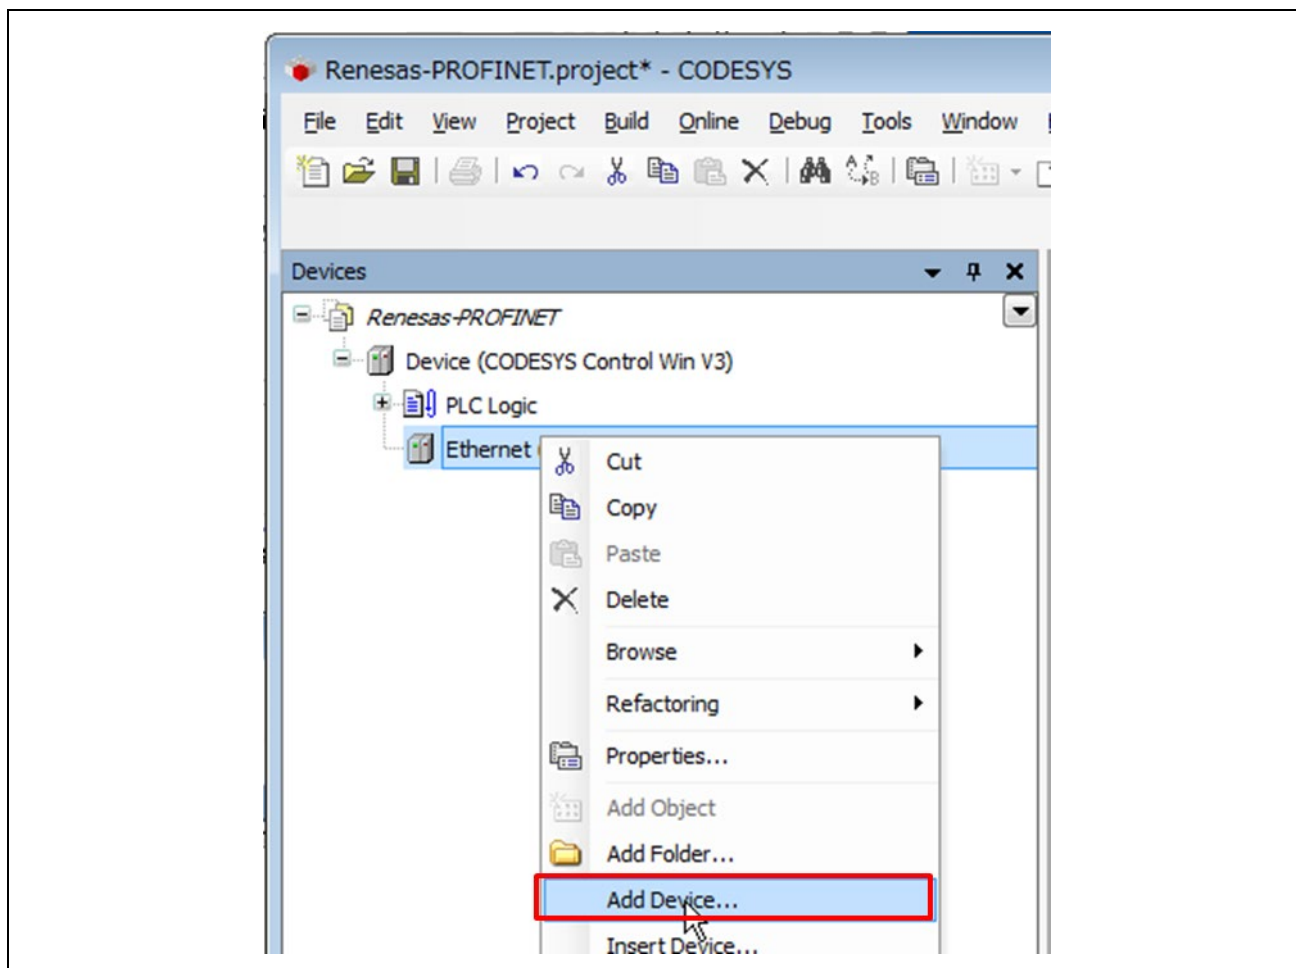 Renesas-PROFINET.project* - CODESYS
File Edit View Project Build Online Debug Tools Window
Devices
Renesas-PROFINET
Device (CODESYS Control Win V3)
PLC Logic
Ethernet
Cut
Copy
Paste
Delete
Browse
Refactoring
Properties...
Add Object
Add Folder...
Add Device...
Insert Device...